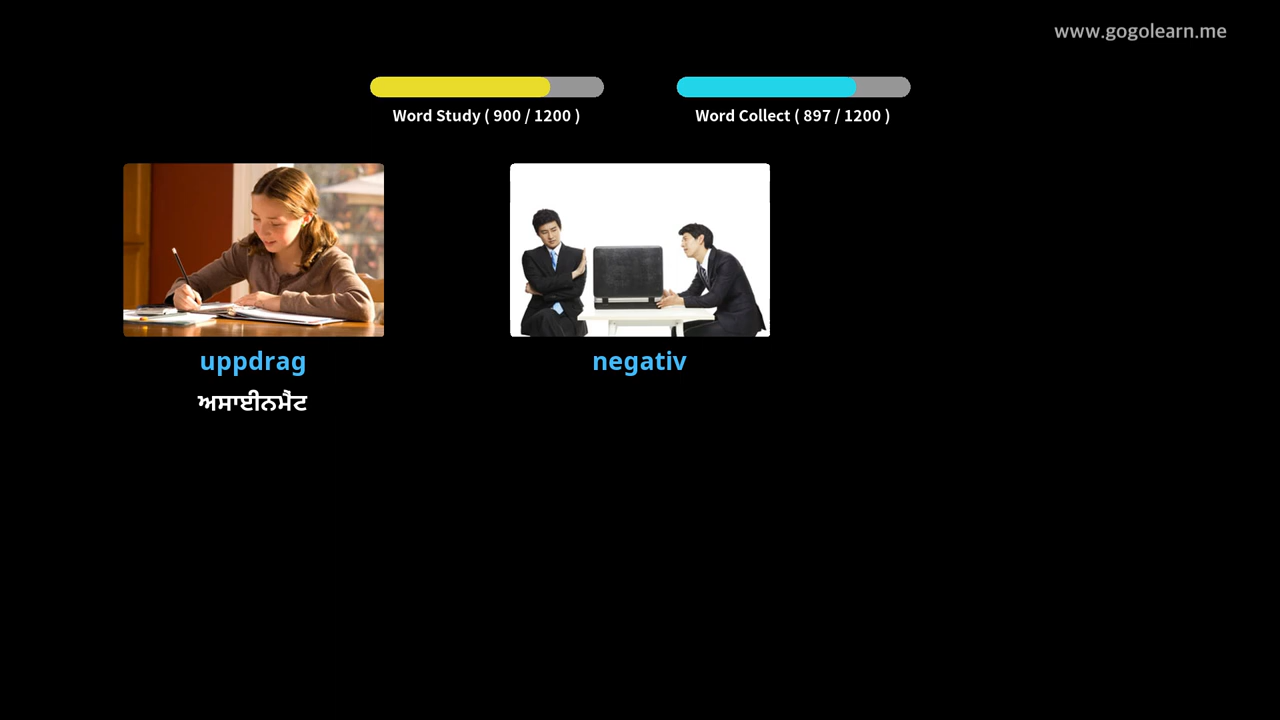 www.gogolearn.me
Word Study ( 900 / 1200 )
Word Collect ( 897 / 1200 )
uppdrag
negativ
ਅਸਾਈਨਮੈਂਟ